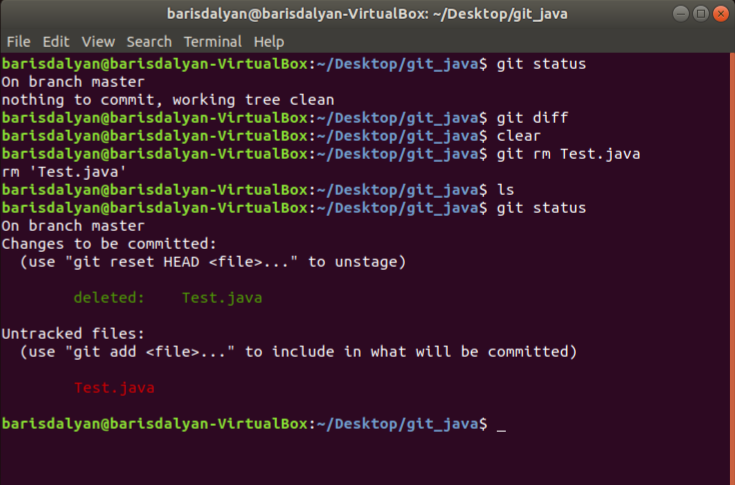 barisdalyan@barisdalyan-VirtualBox: ~/Desktop/git_java
File Edit View Search Terminal Help
barisdalyan@barisdalyan-VirtualBox:~/Desktop/git_java$ git status
On branch master
nothing to commit, working tree clean
barisdalyan@barisdalyan-VirtualBox:~/Desktop/git_java$ git diff
barisdalyan@barisdalyan-VirtualBox:~/Desktop/git_java$ clear
barisdalyan@barisdalyan-VirtualBox:~/Desktop/git_java$ git rm Test.java
rm 'Test.java'
barisdalyan@barisdalyan-VirtualBox:~/Desktop/git_java$ ls
barisdalyan@barisdalyan-VirtualBox:~/Desktop/git_java$ git status
On branch master
Changes to be committed:
  (use "git reset HEAD <file>..." to unstage)
        deleted:    Test.java
Untracked files:
  (use "git add <file>..." to include in what will be committed)
        Test.java
barisdalyan@barisdalyan-VirtualBox:~/Desktop/git_java$ _